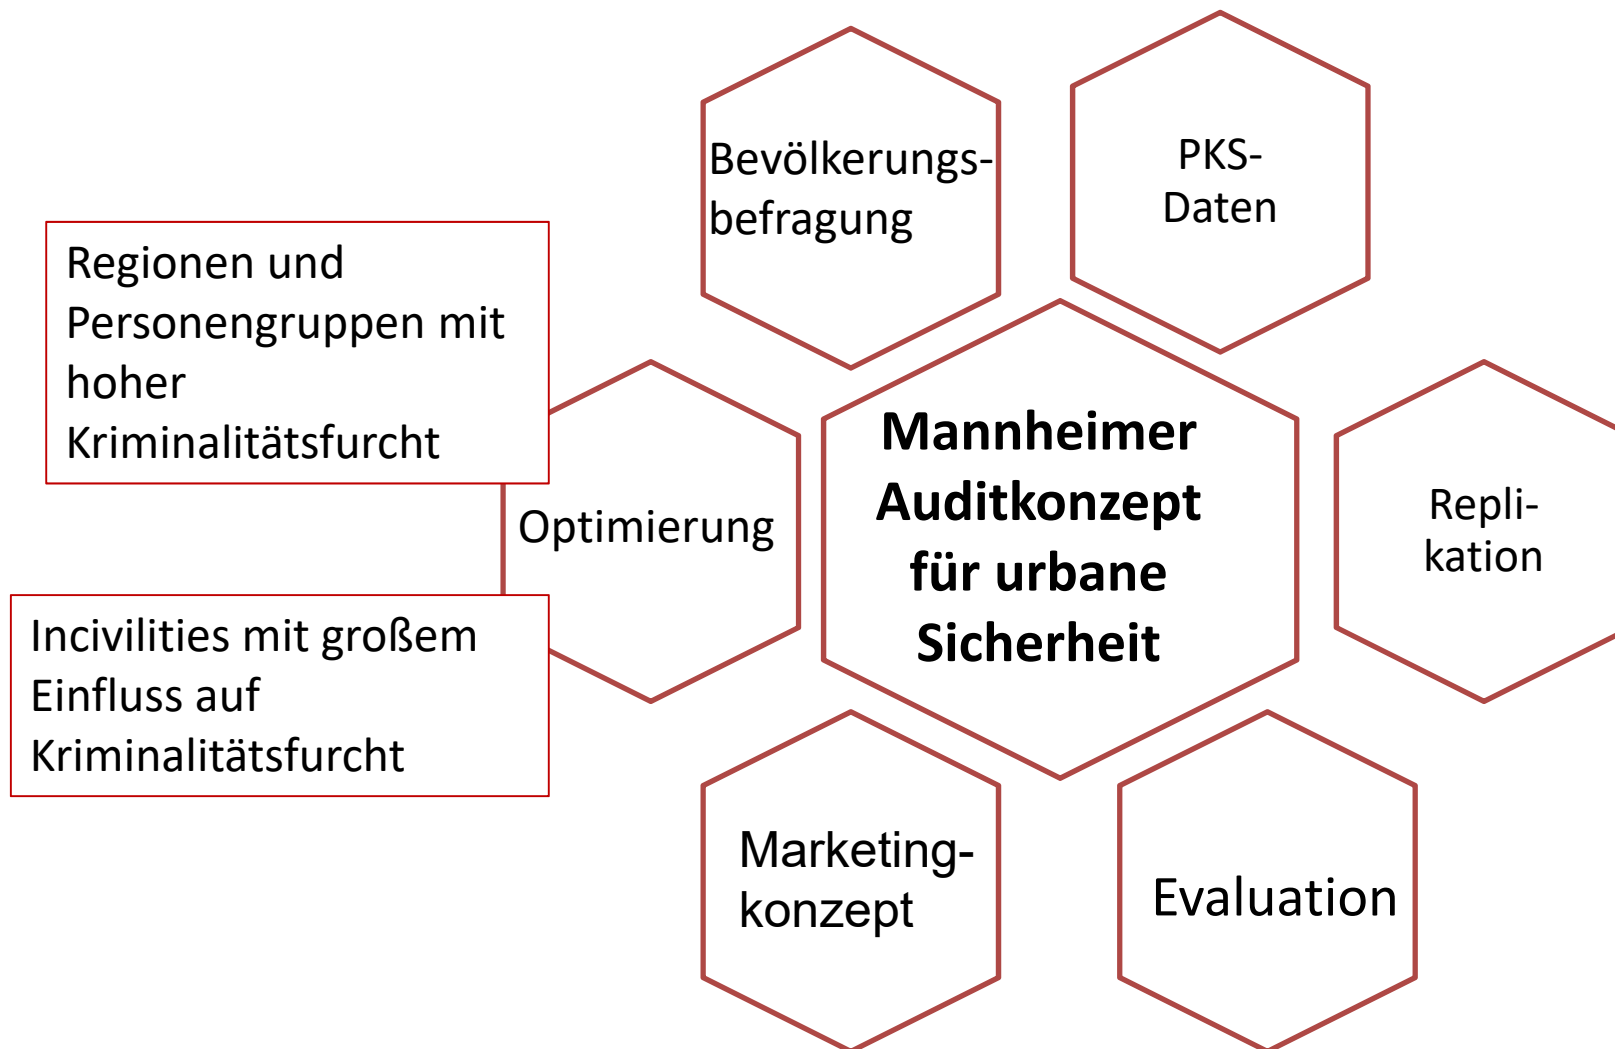 Bevölkerungs-
befragung
PKS-
Daten
Regionen und
Personengruppen mit
hoher
Kriminalitätsfurcht
Optimierung
Mannheimer
Auditkonzept
für urbane
Sicherheit
Repli-
kation
Incivilities mit großem
Einfluss auf
Kriminalitätsfurcht
Marketing-
konzept
Evaluation